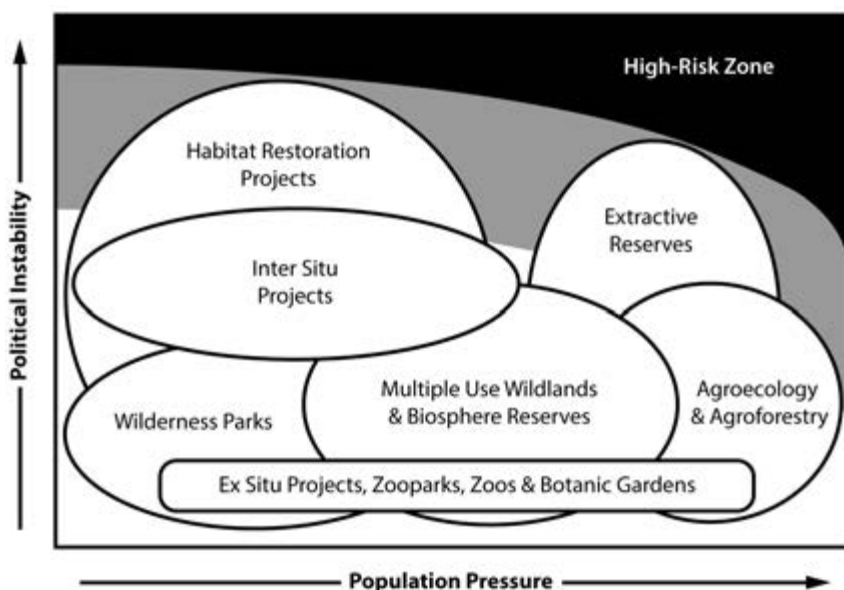 High-Risk Zone
Habitat Restoration
Projects
Extractive
Reserves
Inter Situ
Projects
Multiple Use Wildlands
& Biosphere Reserves
Agroecology
& Agroforestry
Wilderness Parks
Ex Situ Projects, Zooparks, Zoos & Botanic Gardens
Political Instability
Population Pressure